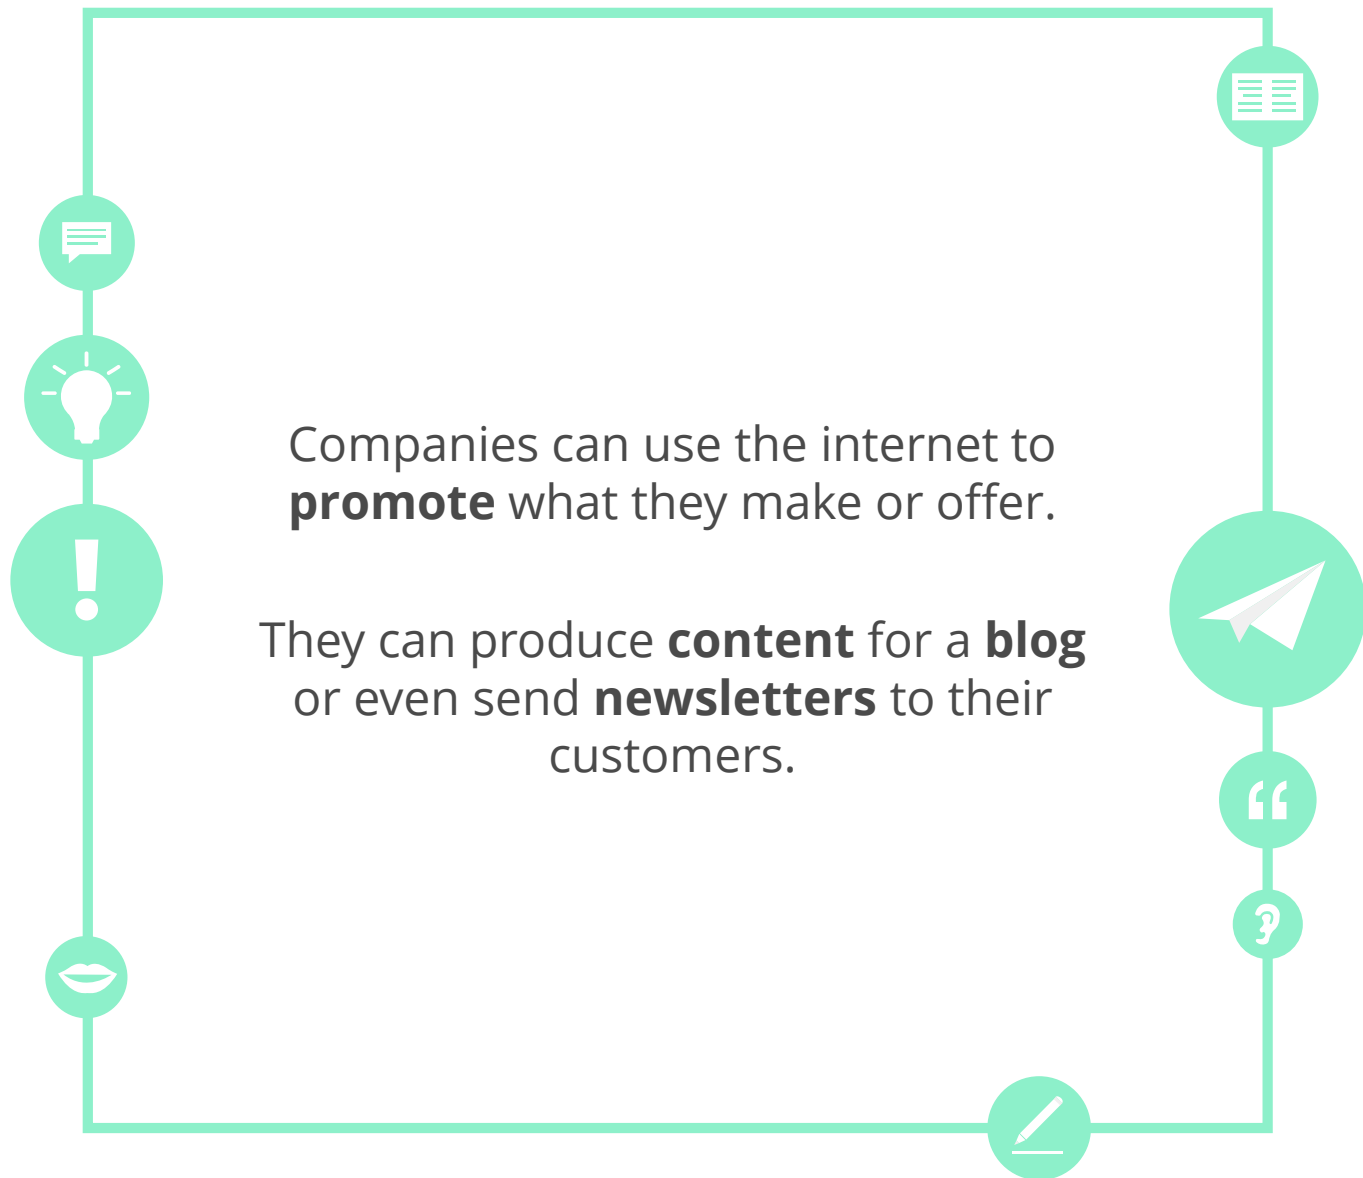 Companies can use the internet to
promote what they make or offer.
They can produce content for a blog
or even send newsletters to their
customers.